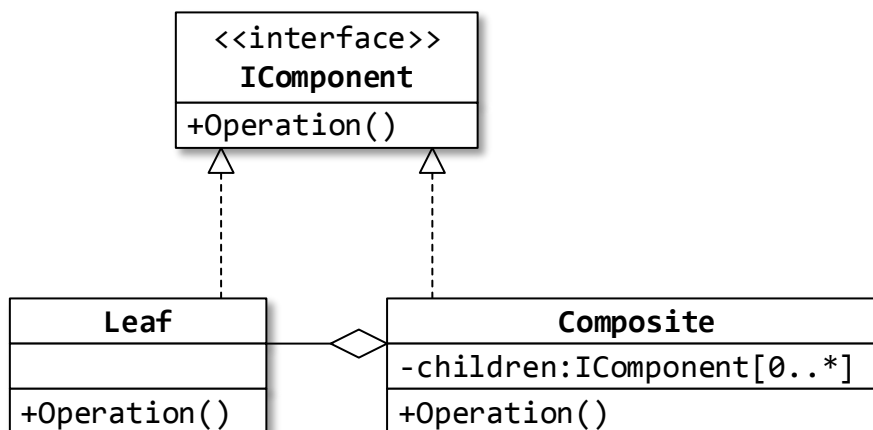 <<interface>>
IComponent
+Operation()
Leaf
+Operation()
Composite
-children:IComponent[0..*]
+Operation()